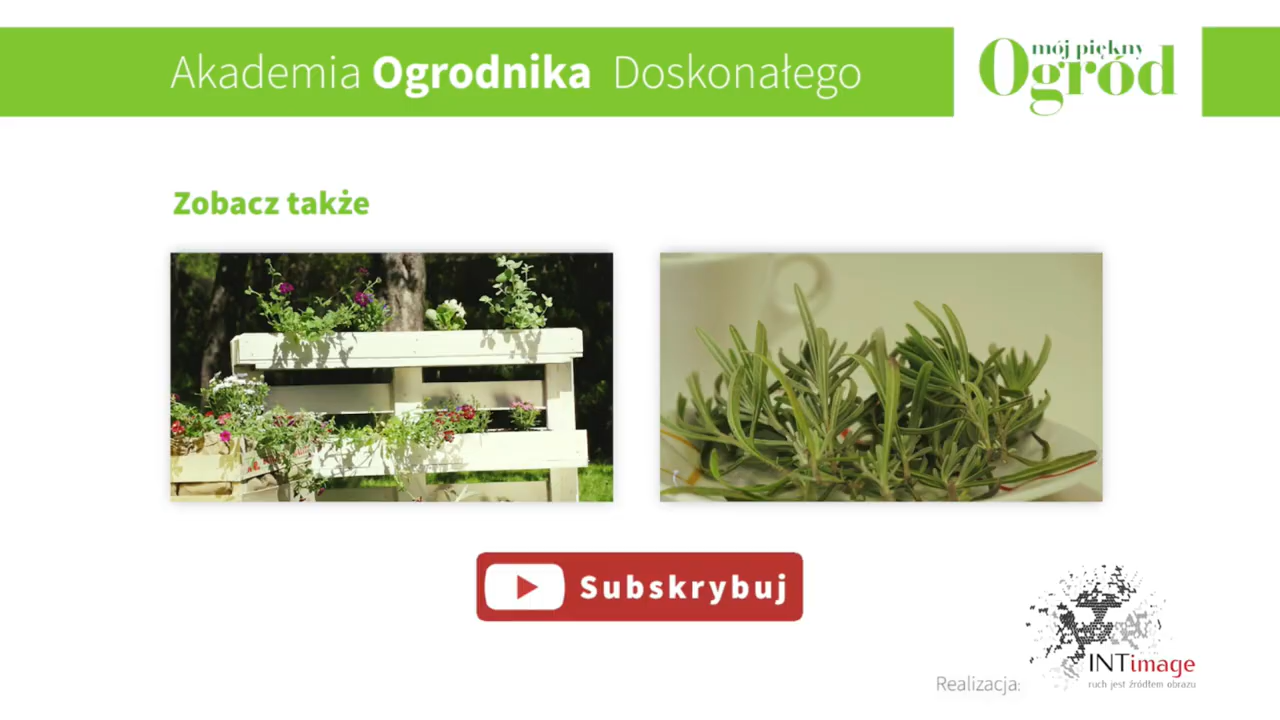 Akademia Ogrodnika Doskonałego
mój piękny
Ogród
Zobacz także
Subskrybuj
Realizacja:
INTimage
ruch jest źródłem obrazu